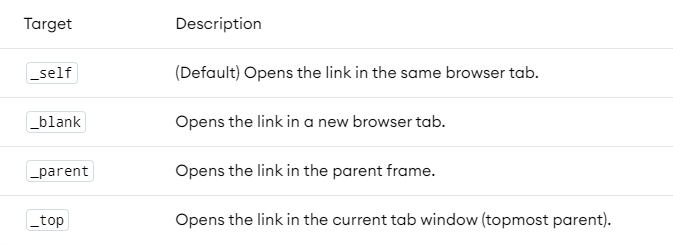 Target Description
_self (Default) Opens the link in the same browser tab.
_blank Opens the link in a new browser tab.
_parent Opens the link in the parent frame.
_top Opens the link in the current tab window (topmost parent).